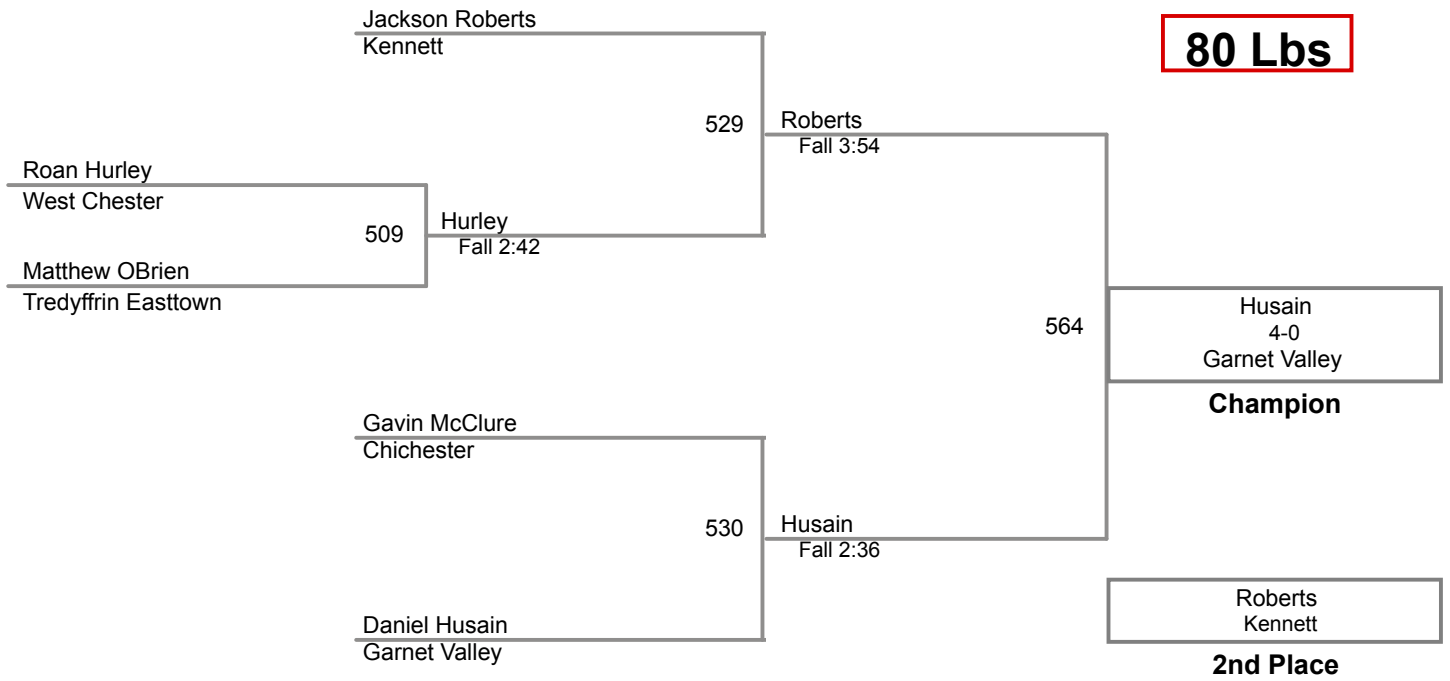 Jackson Roberts
Kennett
80 Lbs
529
Roberts
Fall 3:54
Roan Hurley
West Chester
509
Hurley
Fall 2:42
Matthew OBrien
Tredyffrin Easttown
564
Husain
4-0
Garnet Valley
Champion
Gavin McClure
Chichester
530
Husain
Fall 2:36
Daniel Husain
Garnet Valley
Roberts
Kennett
2nd Place